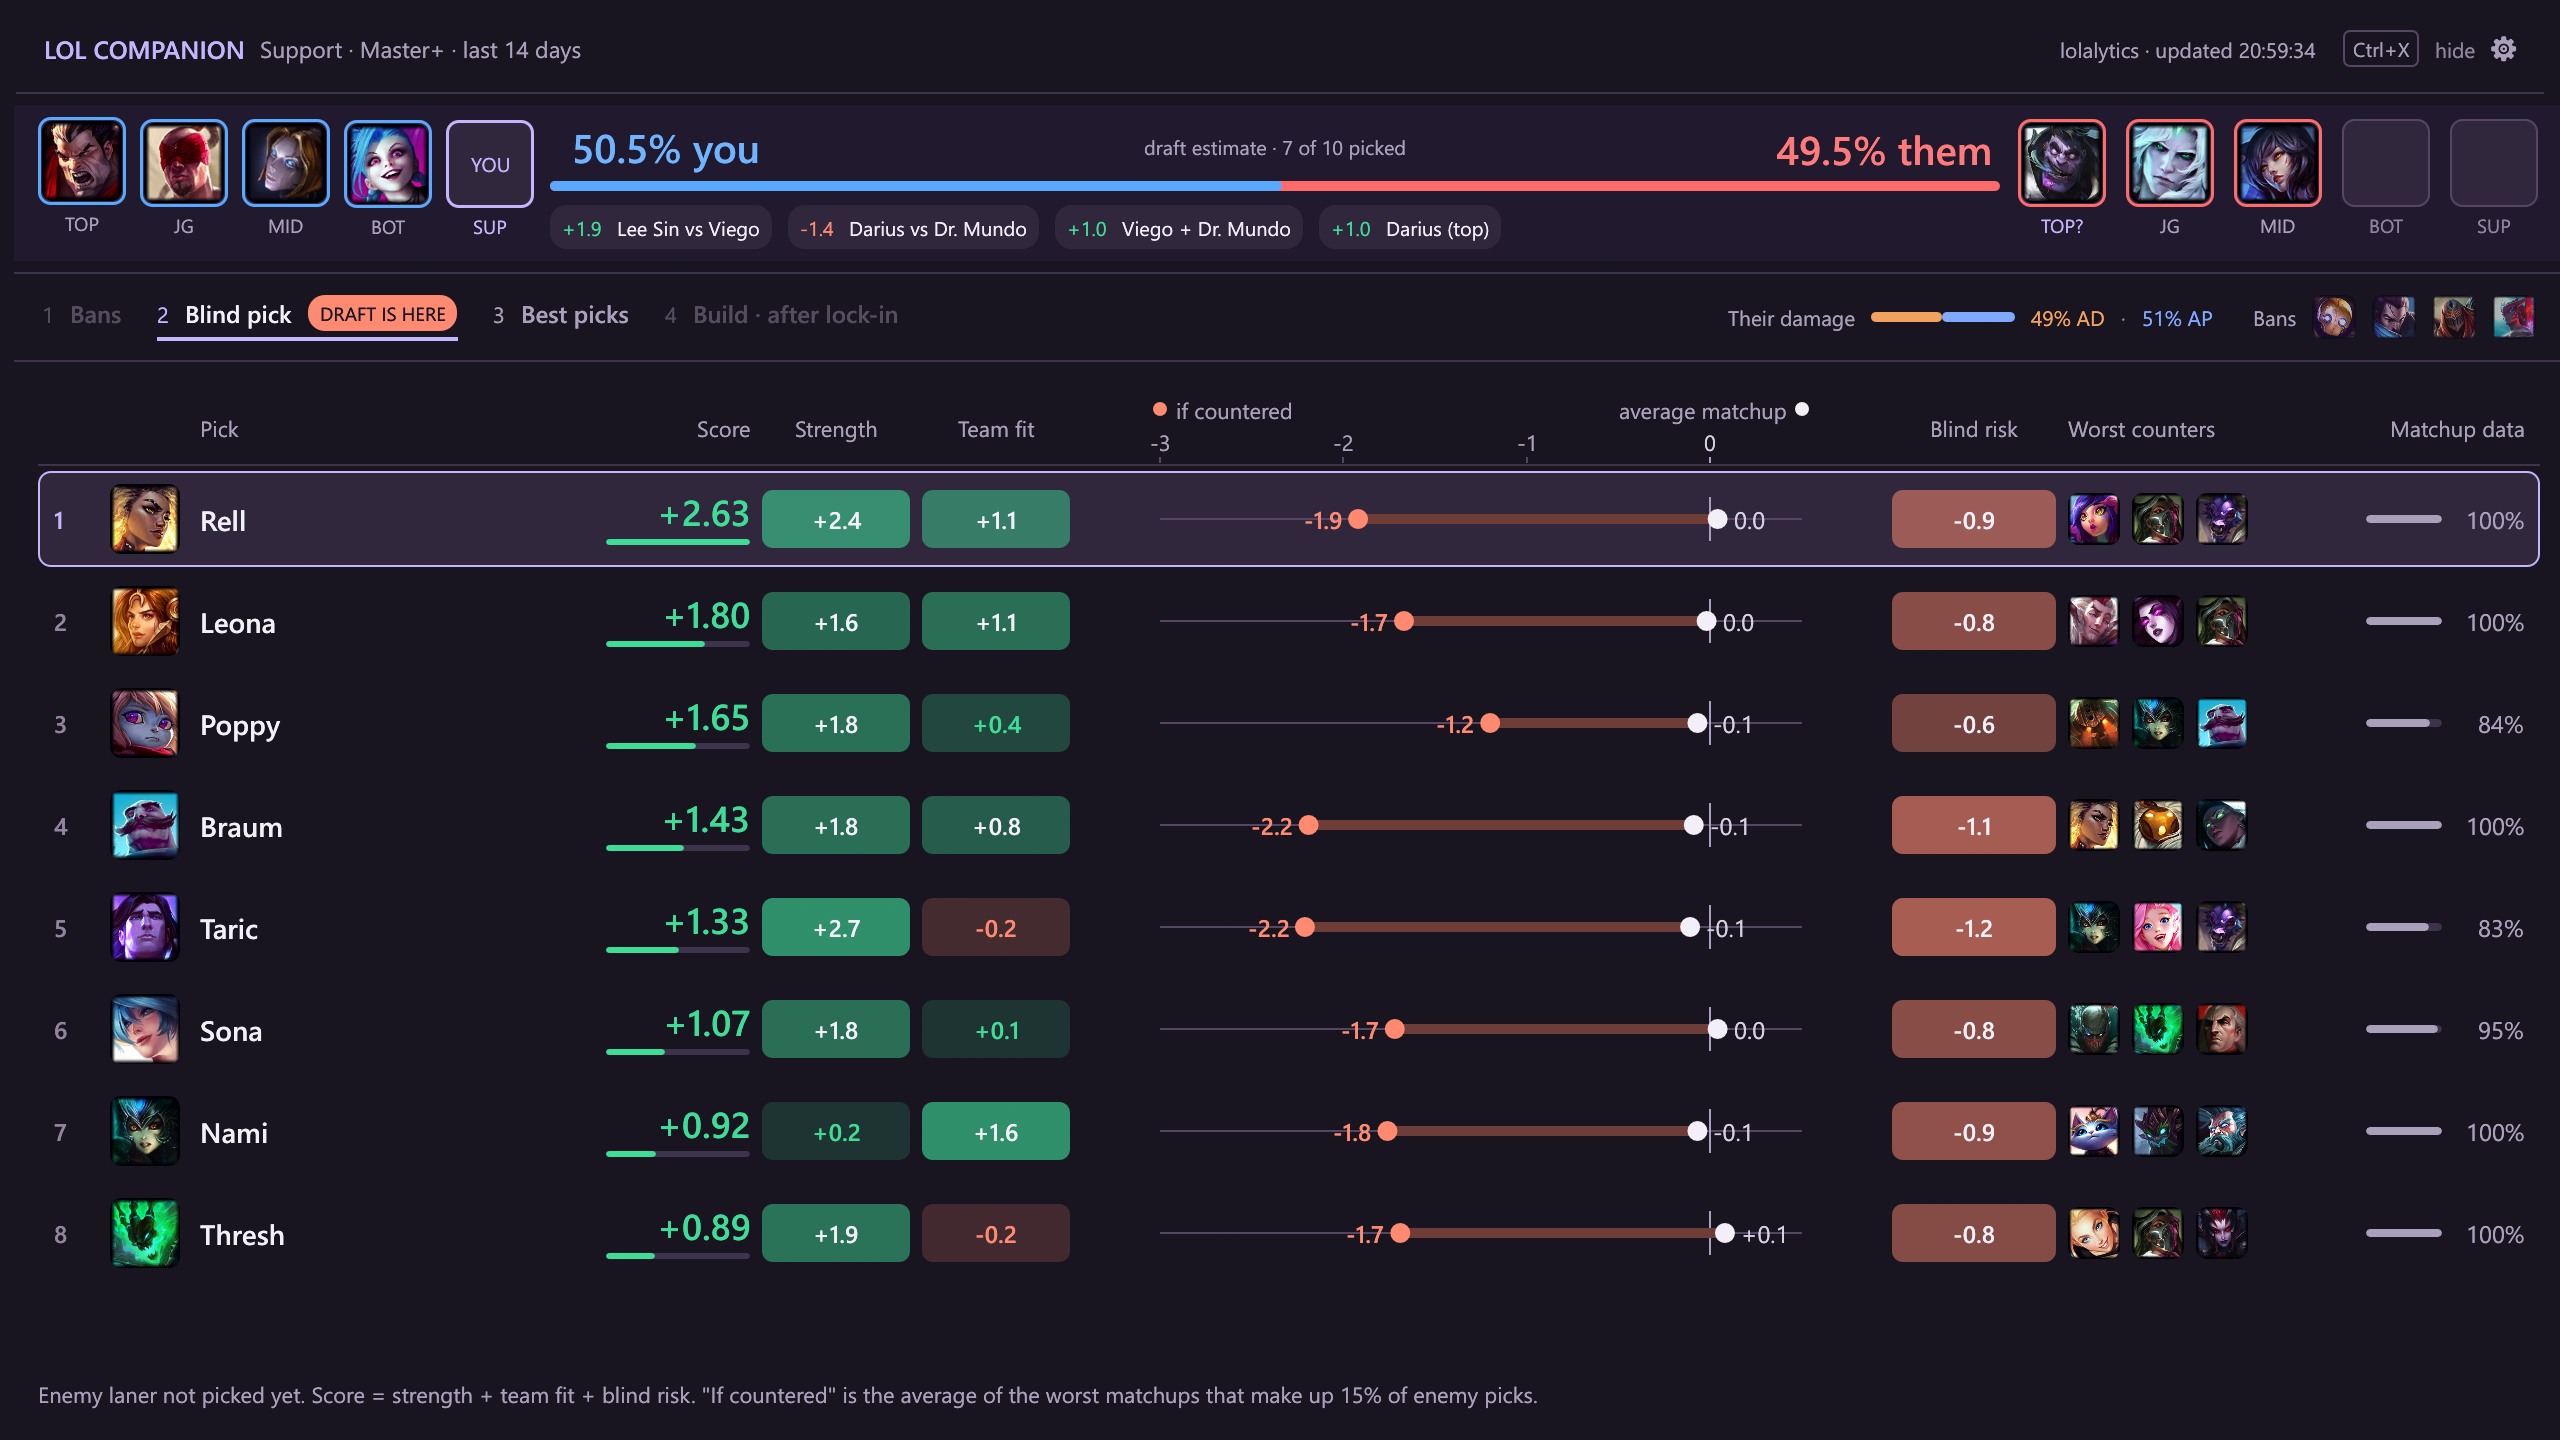 LOL COMPANION Support · Master+ · last 14 days lolalytics · updated 20:59:34 Ctrl+X hide
50.5% you draft estimate · 7 of 10 picked 49.5% them
YOU
TOP JG MID BOT SUP
+1.9 Lee Sin vs Viego -1.4 Darius vs Dr. Mundo +1.0 Viego + Dr. Mundo +1.0 Darius (top)
TOP? JG MID BOT SUP
1 Bans 2 Blind pick DRAFT IS HERE 3 Best picks 4 Build · after lock-in Their damage 49% AD · 51% AP Bans
if countered average matchup
Pick Score Strength Team fit Blind risk Worst counters Matchup data
-3 -2 -1 0
1 Rell +2.63 +2.4 +1.1 -1.9 0.0 -0.9 100%
2 Leona +1.80 +1.6 +1.1 -1.7 0.0 -0.8 100%
3 Poppy +1.65 +1.8 +0.4 -1.2 -0.1 -0.6 84%
4 Braum +1.43 +1.8 +0.8 -2.2 -0.1 -1.1 100%
5 Taric +1.33 +2.7 -0.2 -2.2 -0.1 -1.2 83%
6 Sona +1.07 +1.8 +0.1 -1.7 0.0 -0.8 95%
7 Nami +0.92 +0.2 +1.6 -1.8 -0.1 -0.9 100%
8 Thresh +0.89 +1.9 -0.2 -1.7 +0.1 -0.8 100%
Enemy laner not picked yet. Score = strength + team fit + blind risk. "If countered" is the average of the worst matchups that make up 15% of enemy picks.